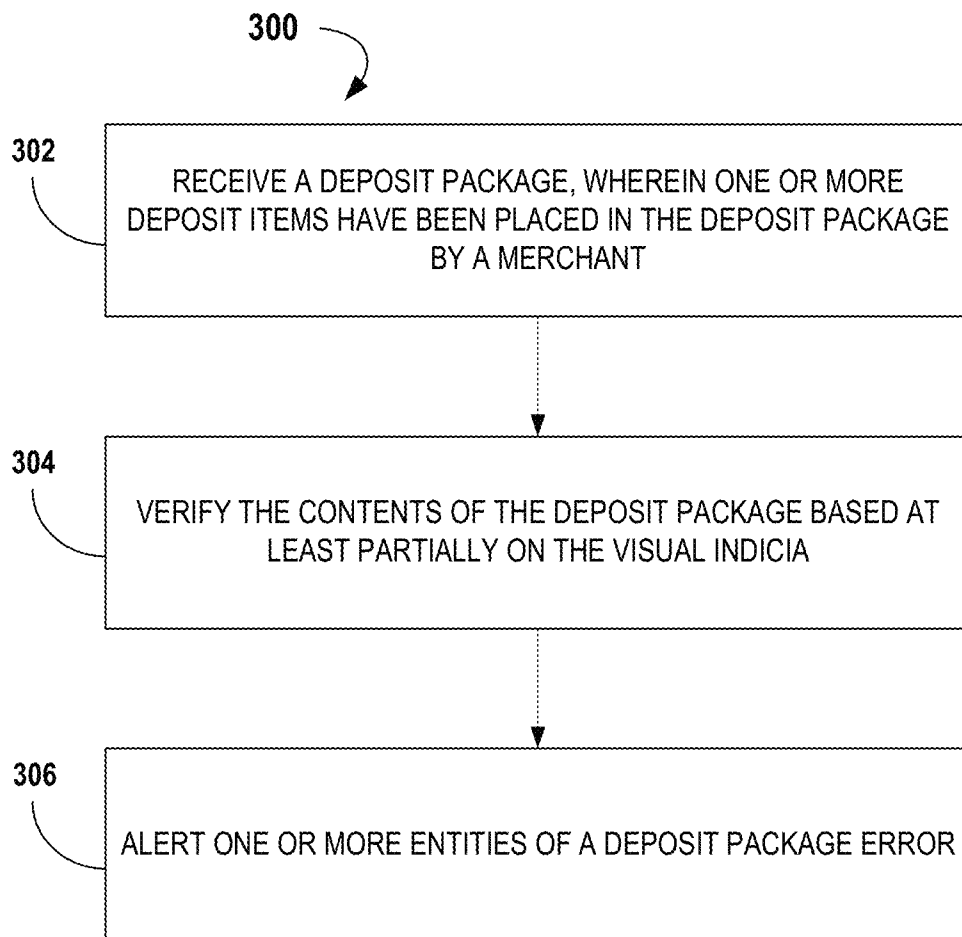 300
302
RECEIVE A DEPOSIT PACKAGE, WHEREIN ONE OR MORE
DEPOSIT ITEMS HAVE BEEN PLACED IN THE DEPOSIT PACKAGE
BY A MERCHANT
304
VERIFY THE CONTENTS OF THE DEPOSIT PACKAGE BASED AT
LEAST PARTIALLY ON THE VISUAL INDICIA
306
ALERT ONE OR MORE ENTITIES OF A DEPOSIT PACKAGE ERROR